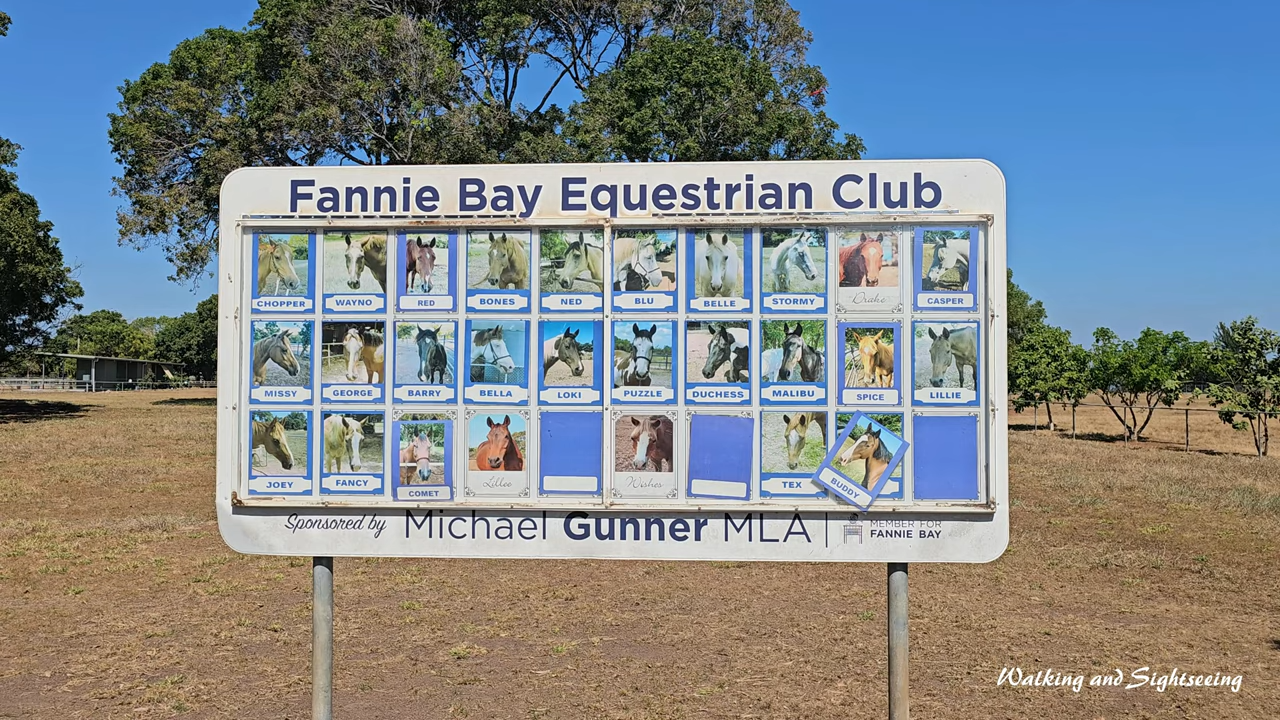 Fannie Bay Equestrian Club
CHOPPER WAYNO RED BONES NED BLU BELLE STORMY Drake CASPER
MISSY GEORGE BARRY BELLA LOKI PUZZLE DUCHESS MALIBU SPICE LILLIE
JOEY FANCY COMET Lillee Wishes TEX BUDDY
Sponsored by Michael Gunner MLA | MEMBER FOR
FANNIE BAY
Walking and Sightseeing